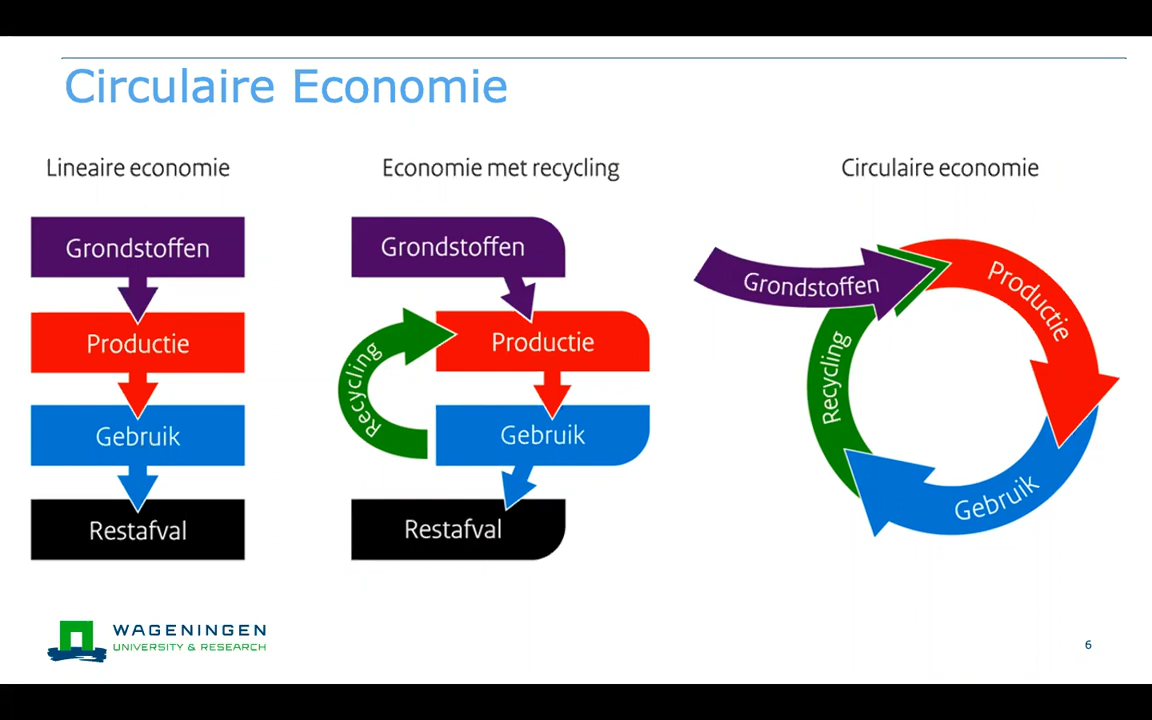 Circulaire Economie
Lineaire economie
Grondstoffen
Productie
Gebruik
Restafval
Economie met recycling
Grondstoffen
Productie
Recycling
Gebruik
Restafval
Circulaire economie
Grondstoffen
Productie
Recycling
Gebruik
WAGENINGEN
UNIVERSITY & RESEARCH
6